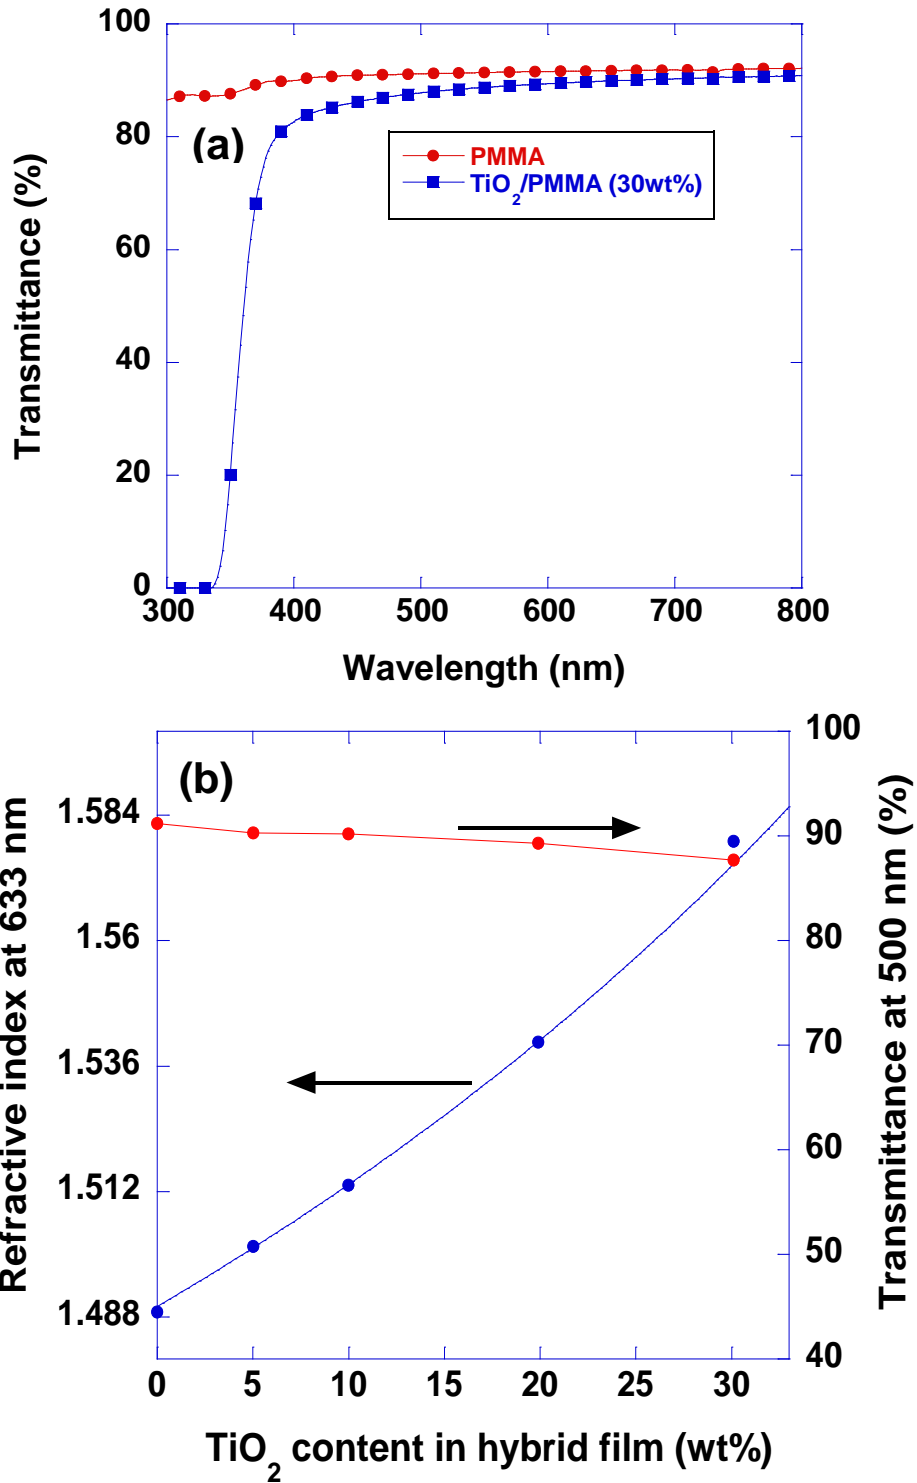 100
80
60
40
20
0
Transmittance (%)
(a)
PMMA
TiO2/PMMA (30wt%)
300 400 500 600 700 800
Wavelength (nm)
(b)
1.584
1.56
1.536
1.512
1.488
Refractive index at 633 nm
100
90
80
70
60
50
40
Transmittance at 500 nm (%)
0 5 10 15 20 25 30
TiO2 content in hybrid film (wt%)